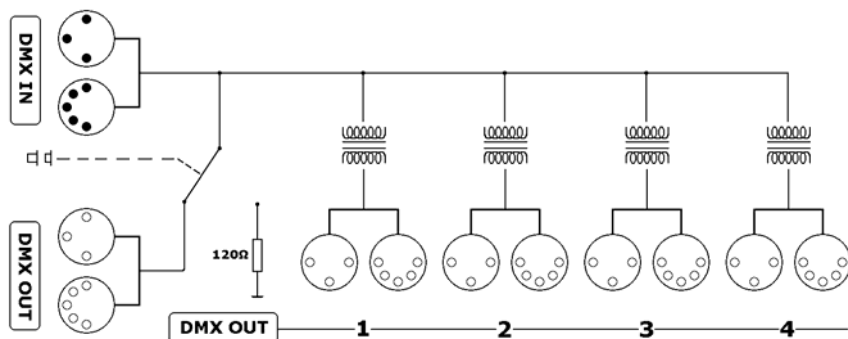 DMX IN
DMX OUT
120Ω
DMX OUT
1
2
3
4